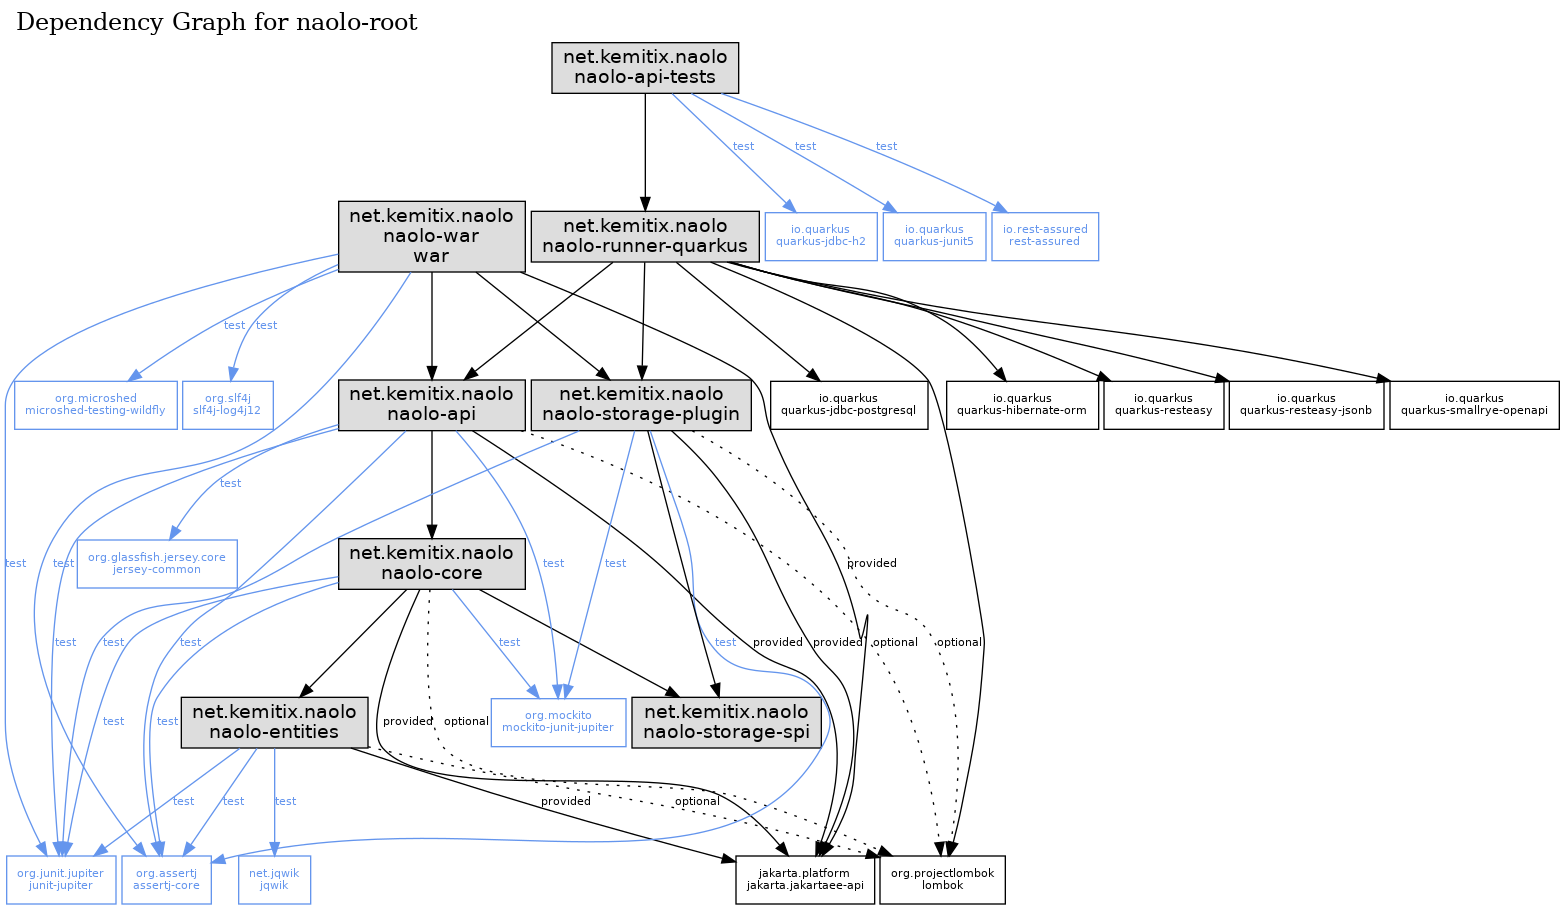 Dependency Graph for naolo-root
net.kemitix.naolo
naolo-api-tests
test
test
test
net.kemitix.naolo
naolo-war
war
net.kemitix.naolo
naolo-runner-quarkus
io.quarkus
quarkus-jdbc-h2
io.quarkus
quarkus-junit5
io.rest-assured
rest-assured
test
test
org.microshed
microshed-testing-wildfly
org.slf4j
slf4j-log4j12
net.kemitix.naolo
naolo-api
net.kemitix.naolo
naolo-storage-plugin
io.quarkus
quarkus-jdbc-postgresql
io.quarkus
quarkus-hibernate-orm
io.quarkus
quarkus-resteasy
io.quarkus
quarkus-resteasy-jsonb
io.quarkus
quarkus-smallrye-openapi
test
test
test
org.glassfish.jersey.core
jersey-common
net.kemitix.naolo
naolo-core
test
test
provided
test
test
test
test
test
provided
provided
optional
optional
net.kemitix.naolo
naolo-entities
test
test
provided
optional
org.mockito
mockito-junit-jupiter
net.kemitix.naolo
naolo-storage-spi
test
test
test
provided
optional
org.junit.jupiter
junit-jupiter
org.assertj
assertj-core
net.jqwik
jqwik
jakarta.platform
jakarta.jakartaee-api
org.projectlombok
lombok